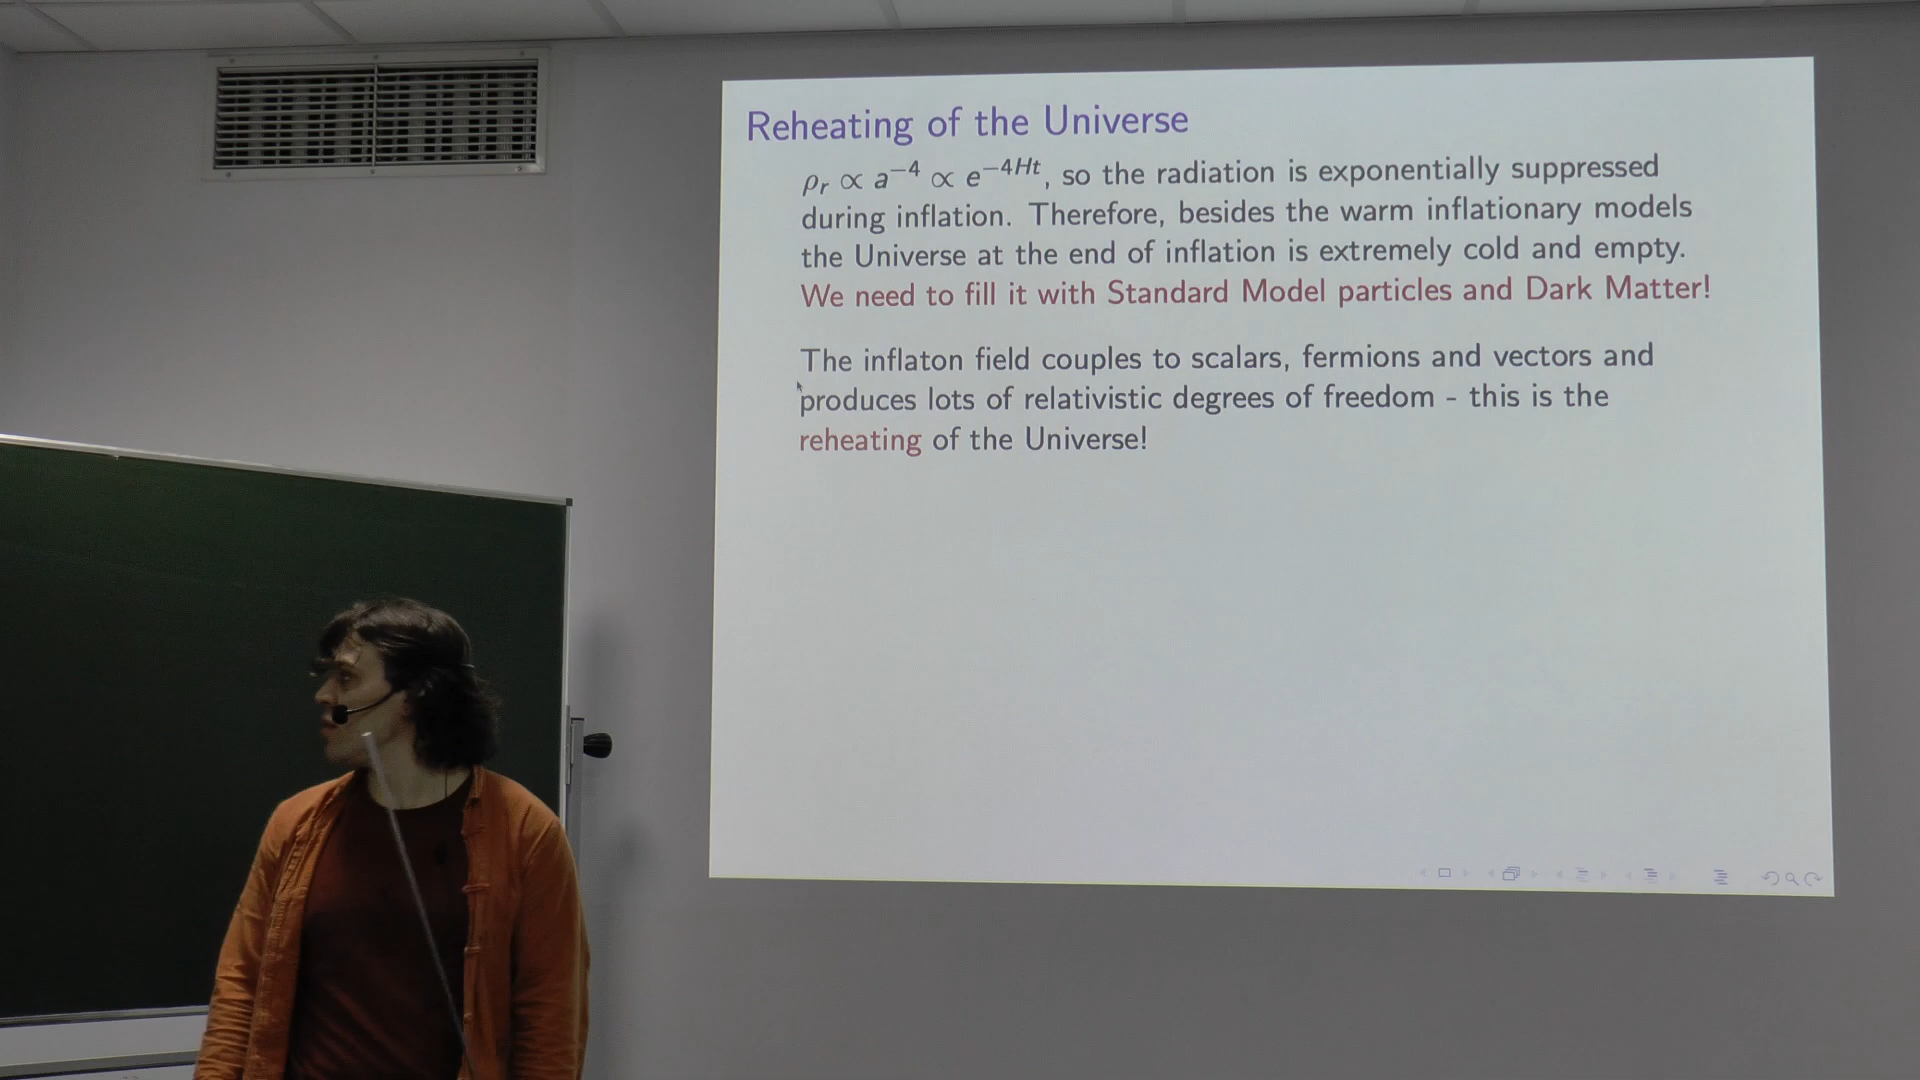 Reheating of the Universe
ρ_r ∝ a^{−4} ∝ e^{−4Ht}, so the radiation is exponentially suppressed
during inflation. Therefore, besides the warm inflationary models
the Universe at the end of inflation is extremely cold and empty.
We need to fill it with Standard Model particles and Dark Matter!
The inflaton field couples to scalars, fermions and vectors and
produces lots of relativistic degrees of freedom - this is the
reheating of the Universe!